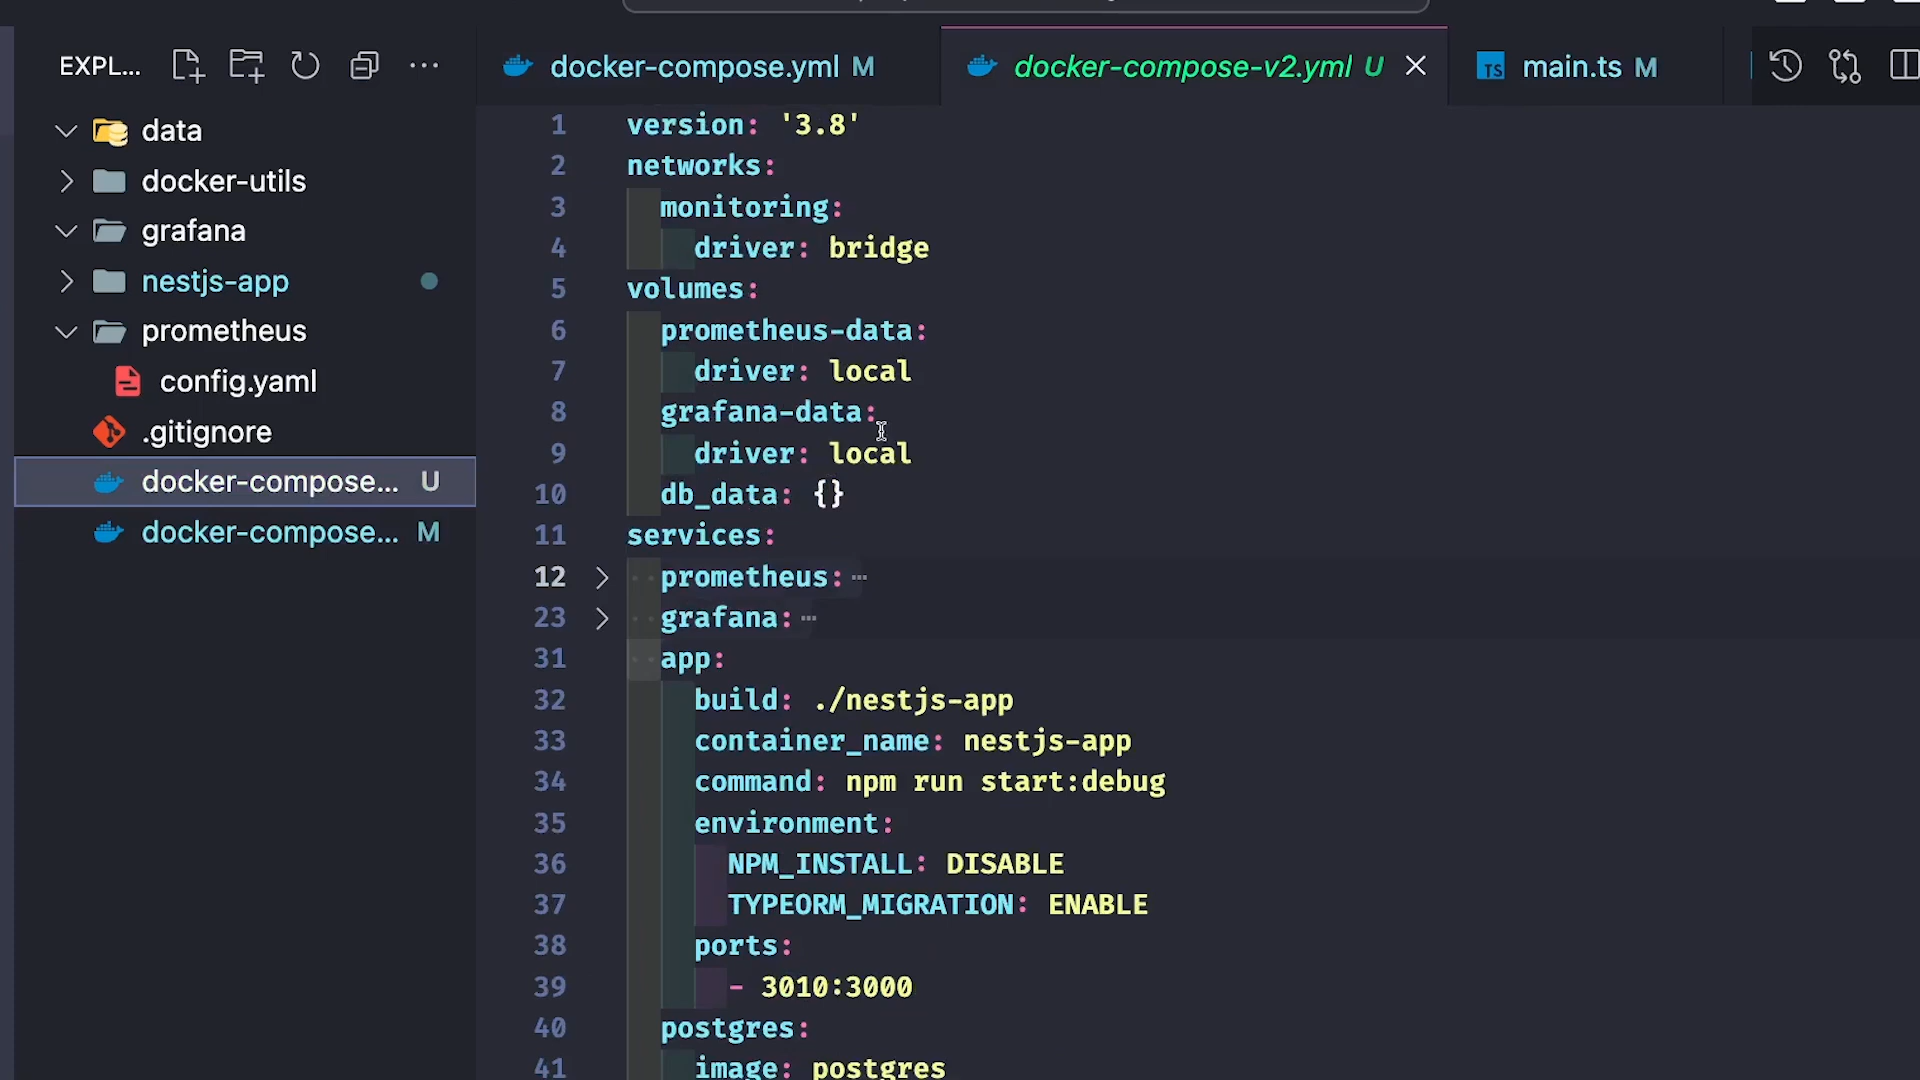 EXPL...
data
docker-utils
grafana
nestjs-app
prometheus
config.yaml
.gitignore
docker-compose... U
docker-compose... M
docker-compose.yml M
docker-compose-v2.yml U
TS main.ts M
1 version: '3.8'
2 networks:
3 monitoring:
4 driver: bridge
5 volumes:
6 prometheus-data:
7 driver: local
8 grafana-data:
9 driver: local
10 db_data: {}
11 services:
12 prometheus: ...
23 grafana: ...
31 app:
32 build: ./nestjs-app
33 container_name: nestjs-app
34 command: npm run start:debug
35 environment:
36 NPM_INSTALL: DISABLE
37 TYPEORM_MIGRATION: ENABLE
38 ports:
39 - 3010:3000
40 postgres:
41 image: postgres